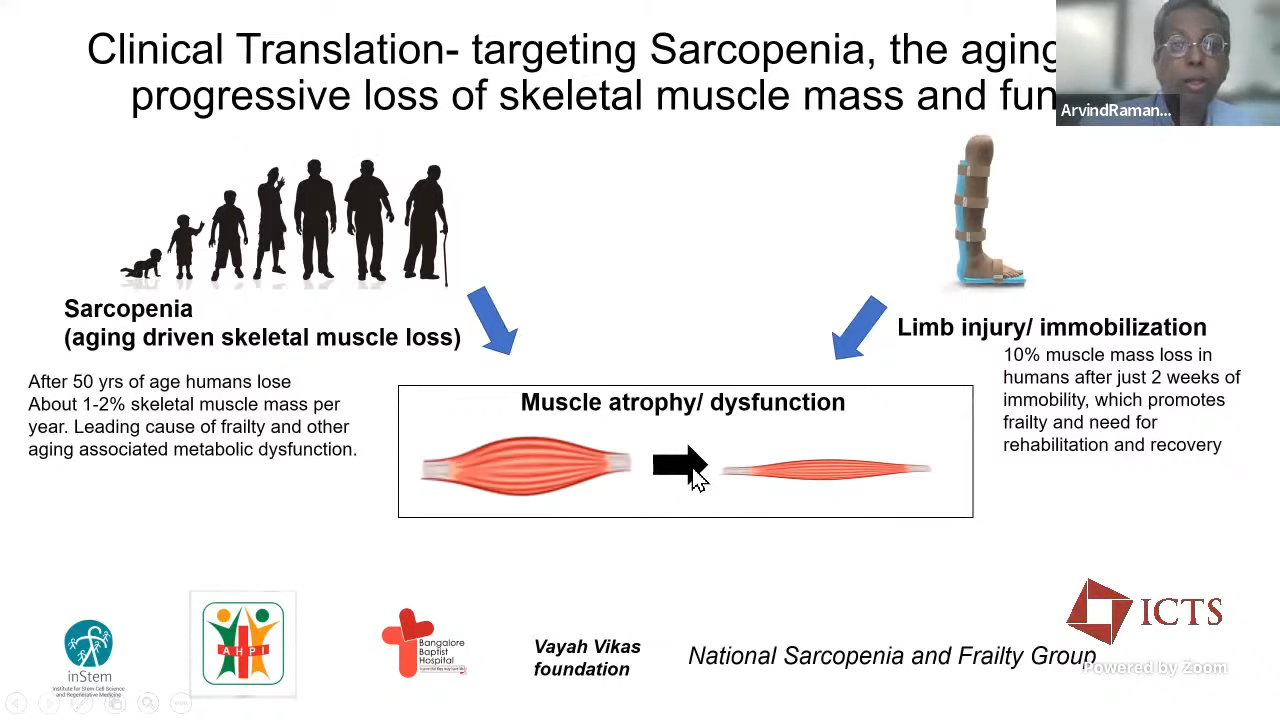 Clinical Translation- targeting Sarcopenia, the aging
progressive loss of skeletal muscle mass and fun
ArvindRaman...
Sarcopenia
(aging driven skeletal muscle loss)
After 50 yrs of age humans lose
About 1-2% skeletal muscle mass per
year. Leading cause of frailty and other
aging associated metabolic dysfunction.
Limb injury/ immobilization
10% muscle mass loss in
humans after just 2 weeks of
immobility, which promotes
frailty and need for
rehabilitation and recovery
Muscle atrophy/ dysfunction
inStem
Institute for Stem Cell Science
and Regenerative Medicine
AHPI
Bangalore
Baptist
Hospital
Vayah Vikas
foundation
National Sarcopenia and Frailty Group
ICTS
Powered by Zoom